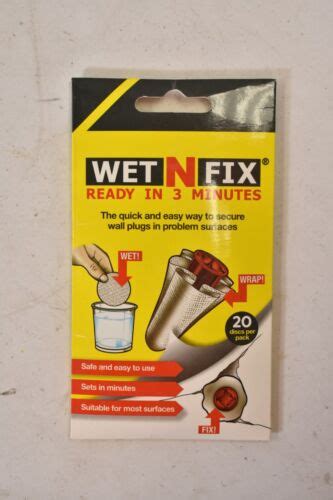 WET N FIX®
READY IN 3 MINUTES
The quick and easy way to secure
wall plugs in problem surfaces
WET!
WRAP!
20
discs per
pack
Safe and easy to use
Sets in minutes
Suitable for most surfaces
FIX!